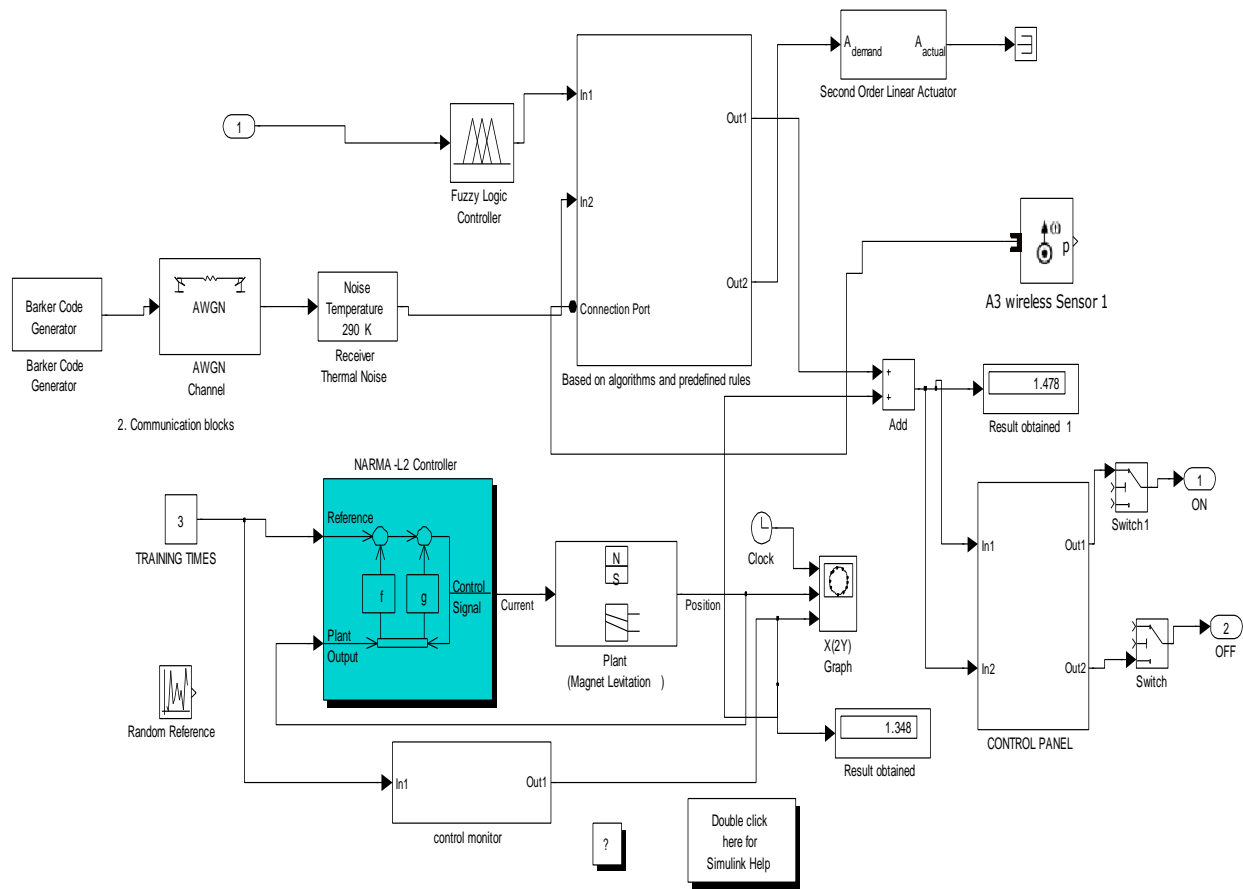 A demand
A actual
Second Order Linear Actuator
1
In1
Out1
Fuzzy Logic
Controller
In2
p
A3 wireless Sensor 1
Out2
Connection Port
Barker Code
Generator
Barker Code
Generator
AWGN
AWGN
Channel
Noise
Temperature
290 K
Receiver
Thermal Noise
Based on algorithms and predefined rules
2. Communication blocks
+
+
Add
1.478
Result obtained 1
NARMA -L2 Controller
3
TRAINING TIMES
Reference
f
g
Control
Signal
Plant
Output
Current
N
S
Plant
(Magnet Levitation )
Position
Clock
X(2Y)
Graph
Switch1
1
ON
In1
Out1
In2
Out2
CONTROL PANEL
2
OFF
Switch
Random Reference
1.348
Result obtained
In1
Out1
control monitor
?
Double click
here for
Simulink Help